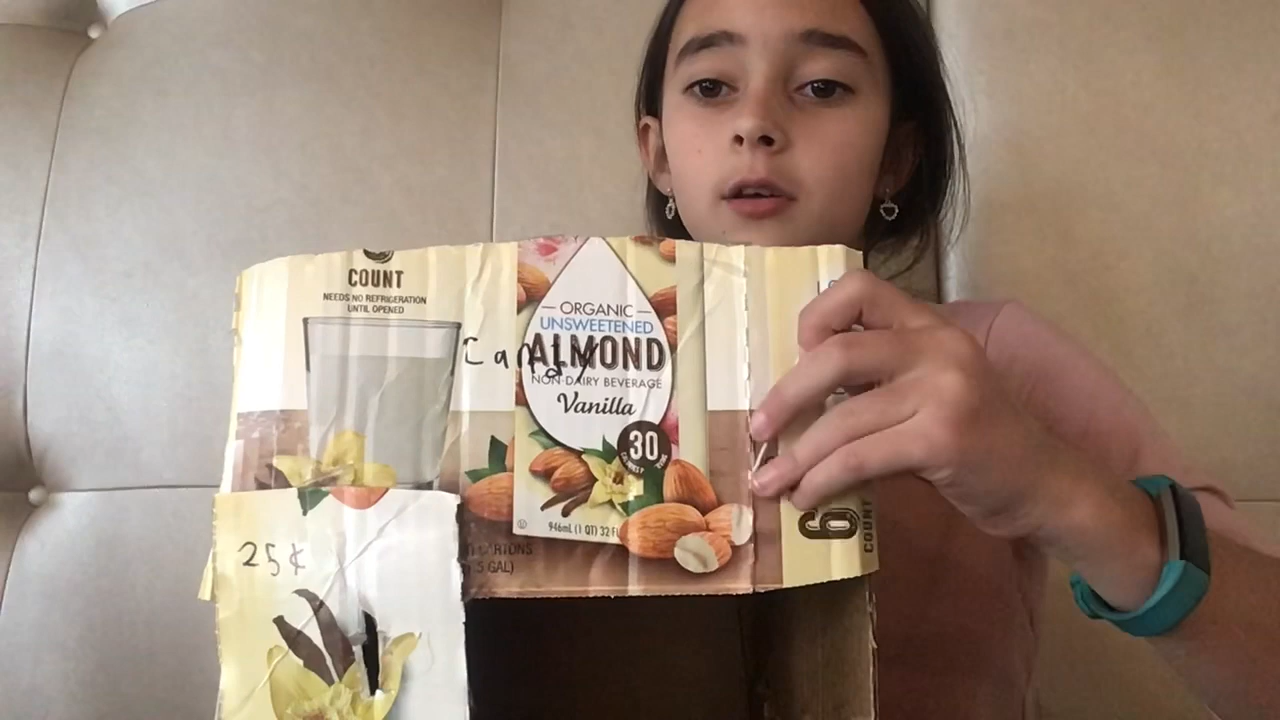 COUNT
NEEDS NO REFRIGERATION
UNTIL OPENED
ORGANIC
UNSWEETENED
Candy
ALMOND
NON-DAIRY BEVERAGE
Vanilla
30
946mL (1 QT) 32 FL
CARTONS
5 GAL)
6
COUNT
25¢